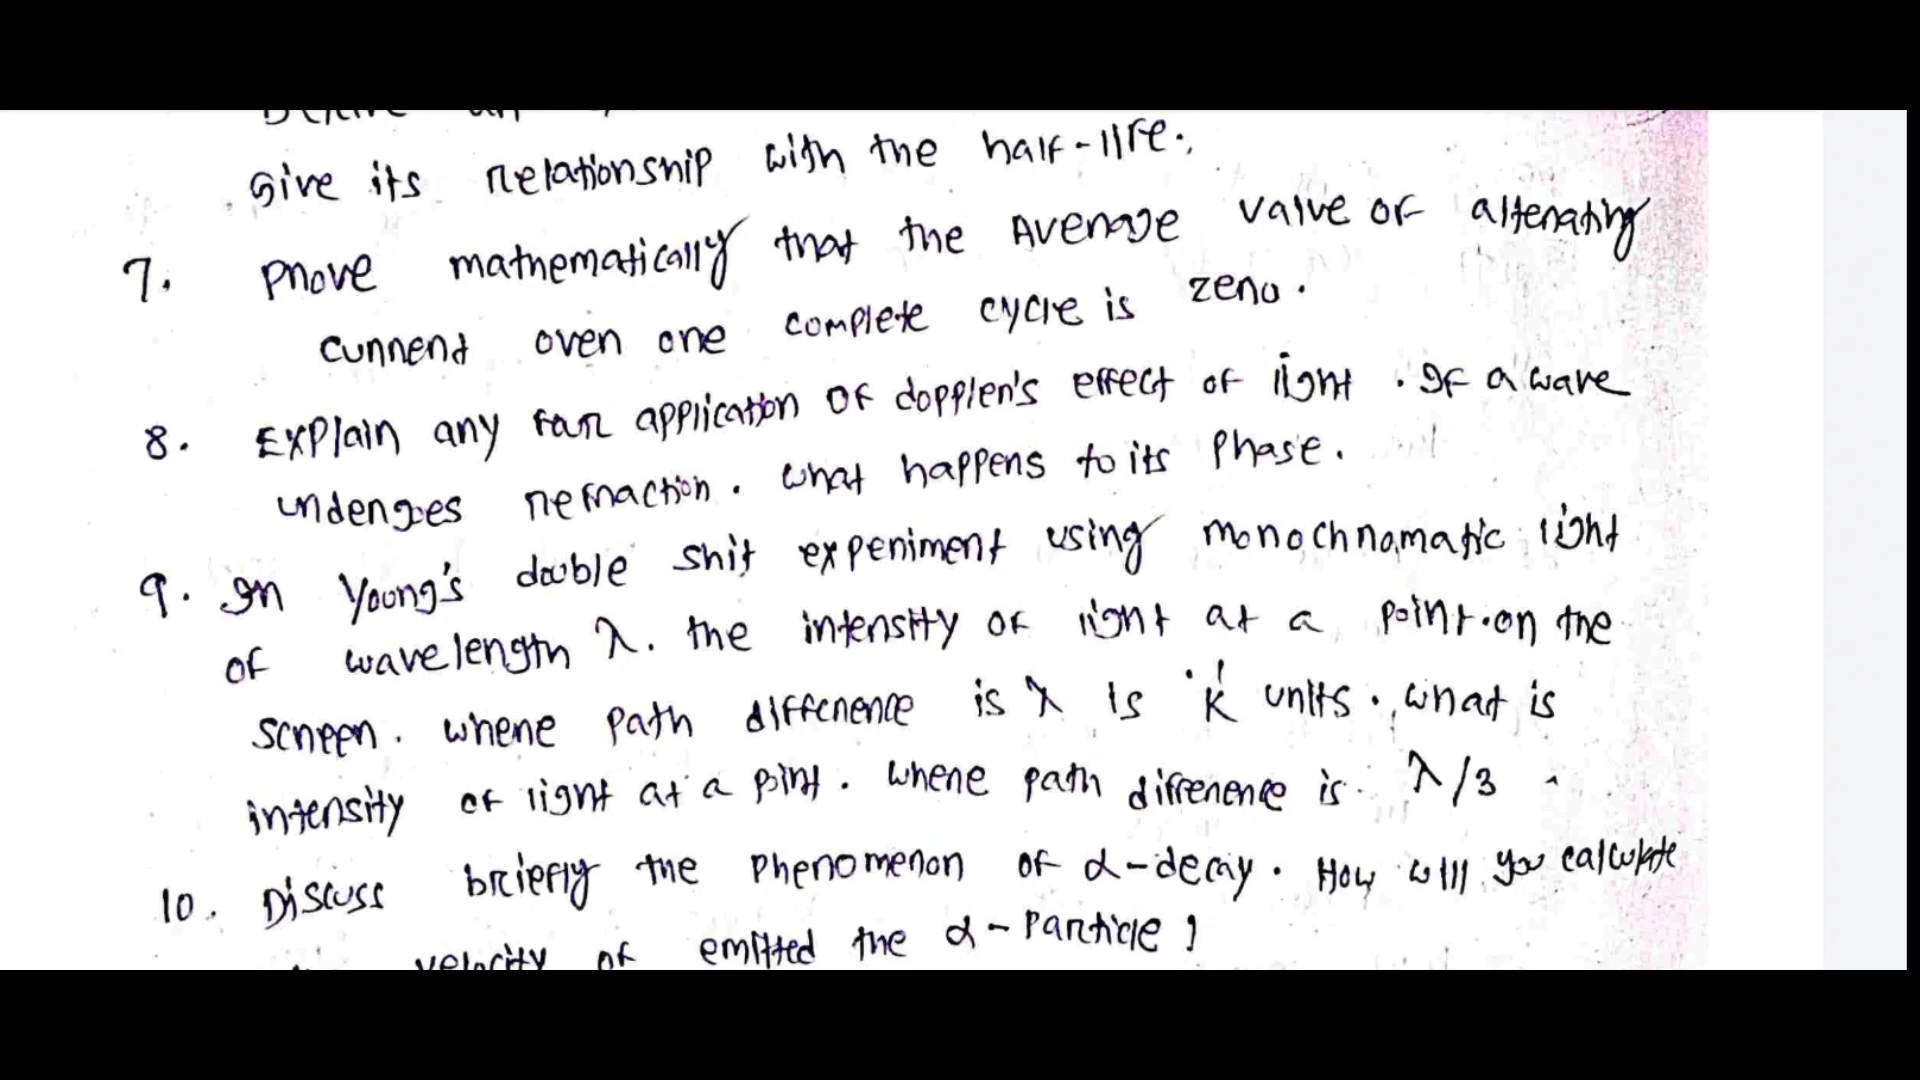 Give its relationship with the half-life.
7. Prove mathematically that the Average value of alternating
current over one complete cycle is zero.
8. Explain any four application of doppler's effect of light. If a wave
undergoes refraction. what happens to its phase.
9. In Young's double shit experiment using monochromatic light
of wavelength λ. the intensity of light at a point.on the
screen. where path difference is λ is 'K' units. what is
intensity of light at a point. where path difference is λ/3.
10. Discuss briefly the phenomenon of α-decay. How will you calculate
velocity of emitted the α-particle?